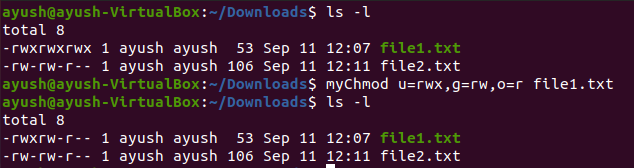 ayush@ayush-VirtualBox:~/Downloads$ ls -l
total 8
-rwxrwxrwx 1 ayush ayush  53 Sep 11 12:07 file1.txt
-rw-rw-r-- 1 ayush ayush 106 Sep 11 12:11 file2.txt
ayush@ayush-VirtualBox:~/Downloads$ myChmod u=rwx,g=rw,o=r file1.txt
ayush@ayush-VirtualBox:~/Downloads$ ls -l
total 8
-rwxrw-r-- 1 ayush ayush  53 Sep 11 12:07 file1.txt
-rw-rw-r-- 1 ayush ayush 106 Sep 11 12:11 file2.txt